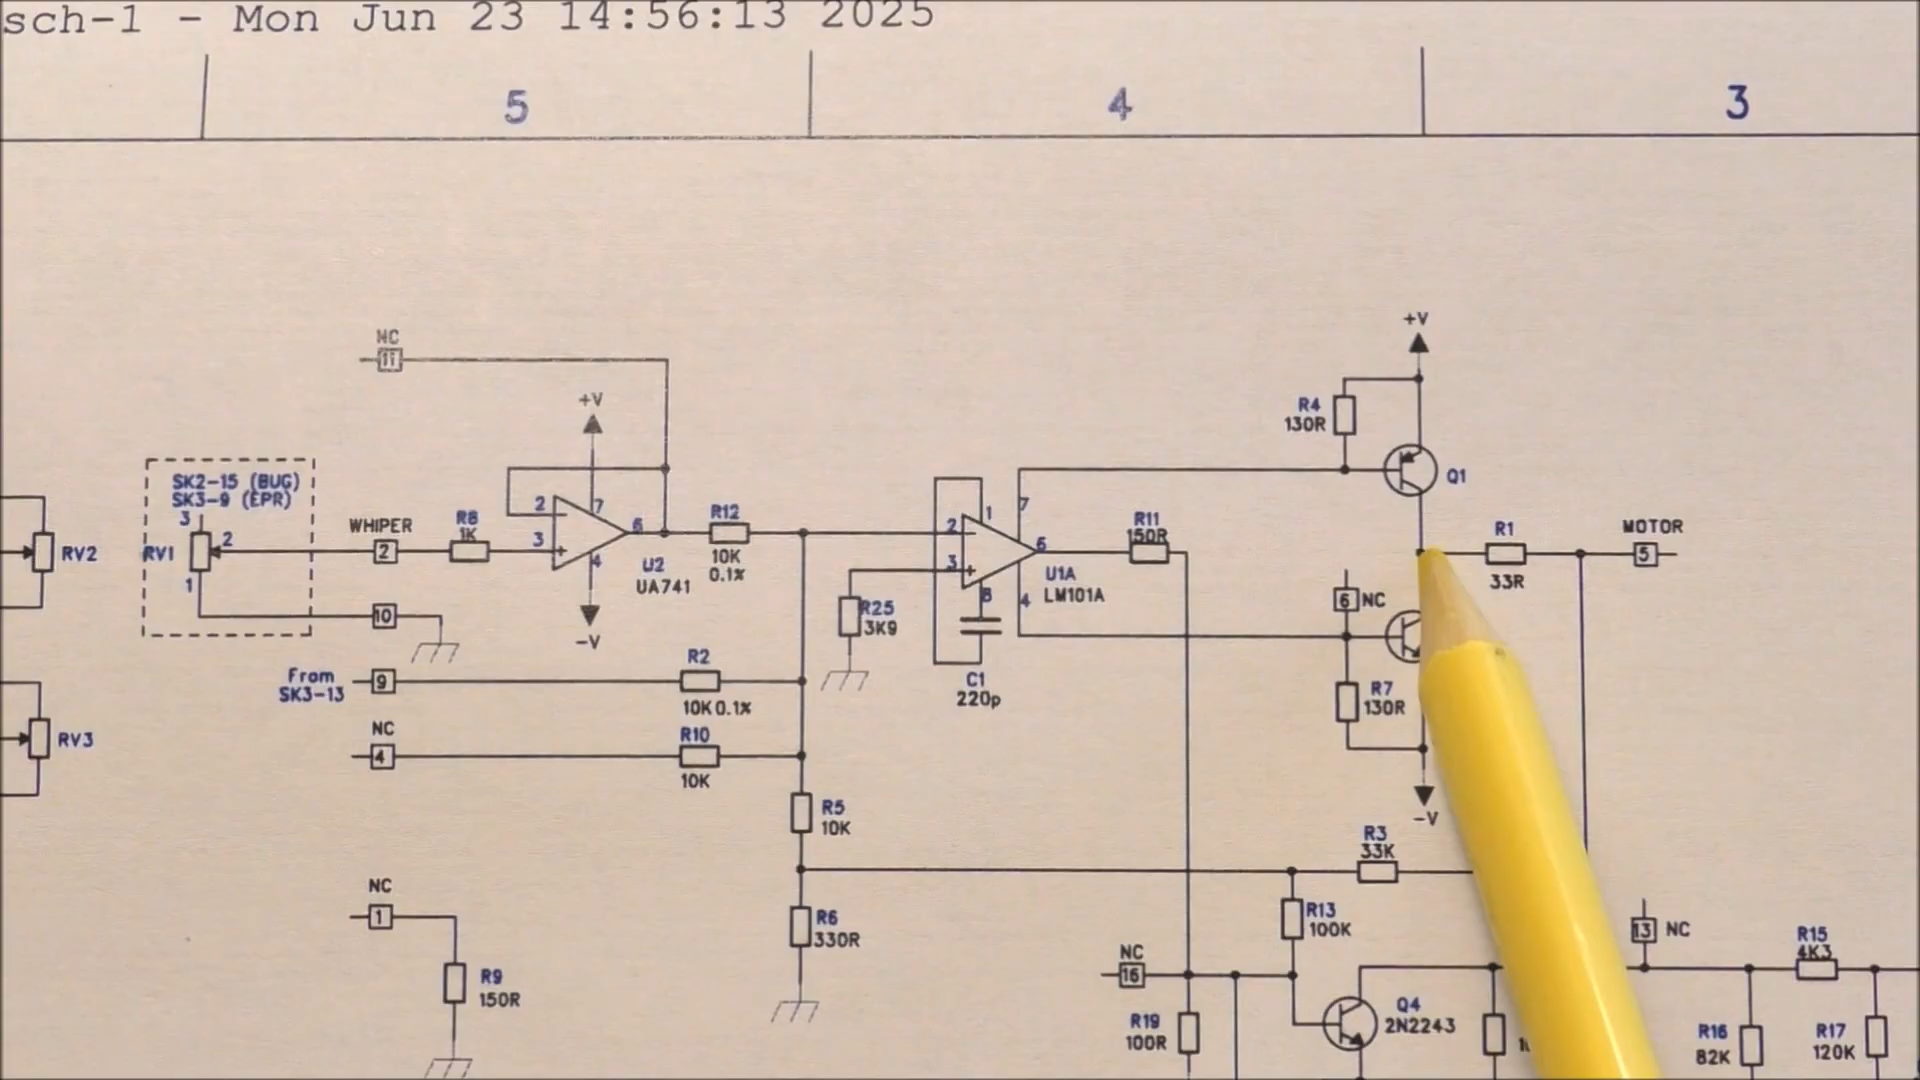 sch-1 - Mon Jun 23 14:56:13 2025
5
4
3
+V
NC
11
R4
130R
+V
SK2-15 (BUG)
SK3-9 (EPR)
3
2
RV1
1
RV2
WHIPER
2
R8
1K
2
3
7
6
4
U2
UA741
-V
R12
10K
0.1%
2
3
1
7
6
8
4
U1A
LM101A
R11
150R
Q1
R1
33R
MOTOR
5
6
NC
10
R25
3K9
C1
220p
R7
130R
From
SK3-13
9
R2
10K 0.1%
NC
4
R10
10K
RV3
-V
R5
10K
R3
33K
NC
1
R6
330R
R13
100K
13
NC
R15
4K3
R9
150R
NC
16
R19
100R
Q4
2N2243
R16
82K
R17
120K